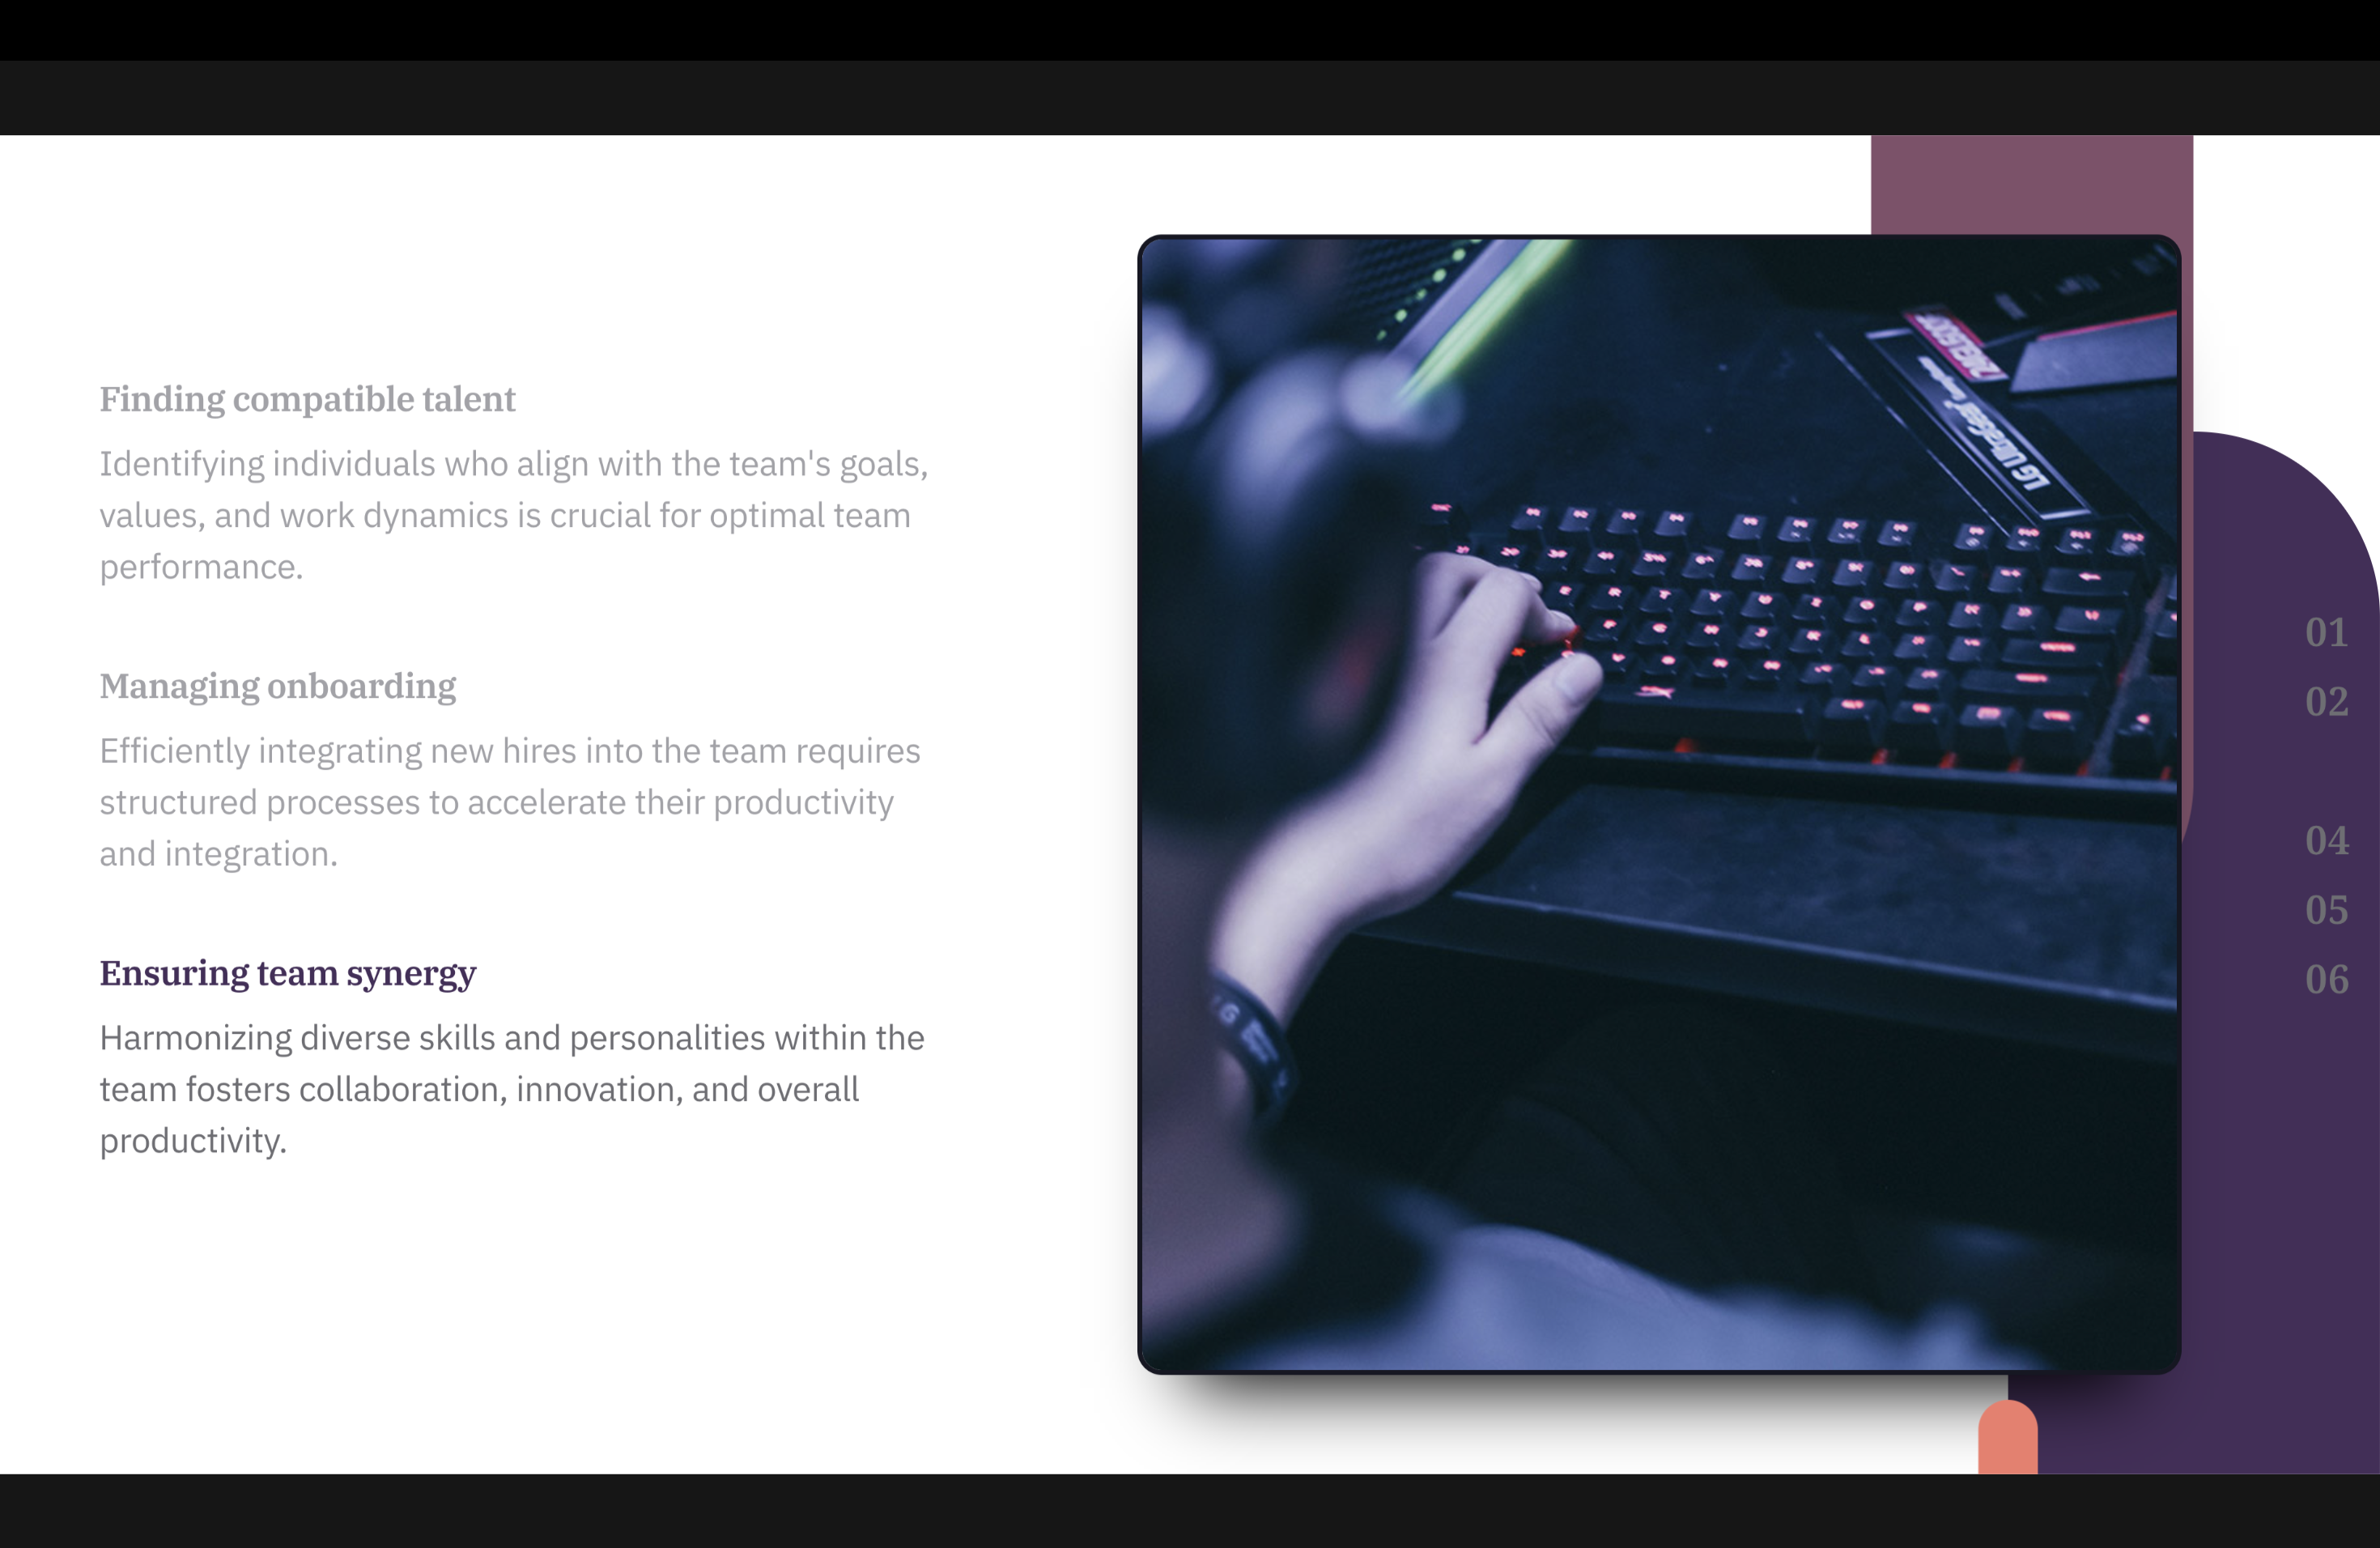 Finding compatible talent
Identifying individuals who align with the team's goals,
values, and work dynamics is crucial for optimal team
performance.
Managing onboarding
Efficiently integrating new hires into the team requires
structured processes to accelerate their productivity
and integration.
Ensuring team synergy
Harmonizing diverse skills and personalities within the
team fosters collaboration, innovation, and overall
productivity.
LG UltraGear
01
02
04
05
06